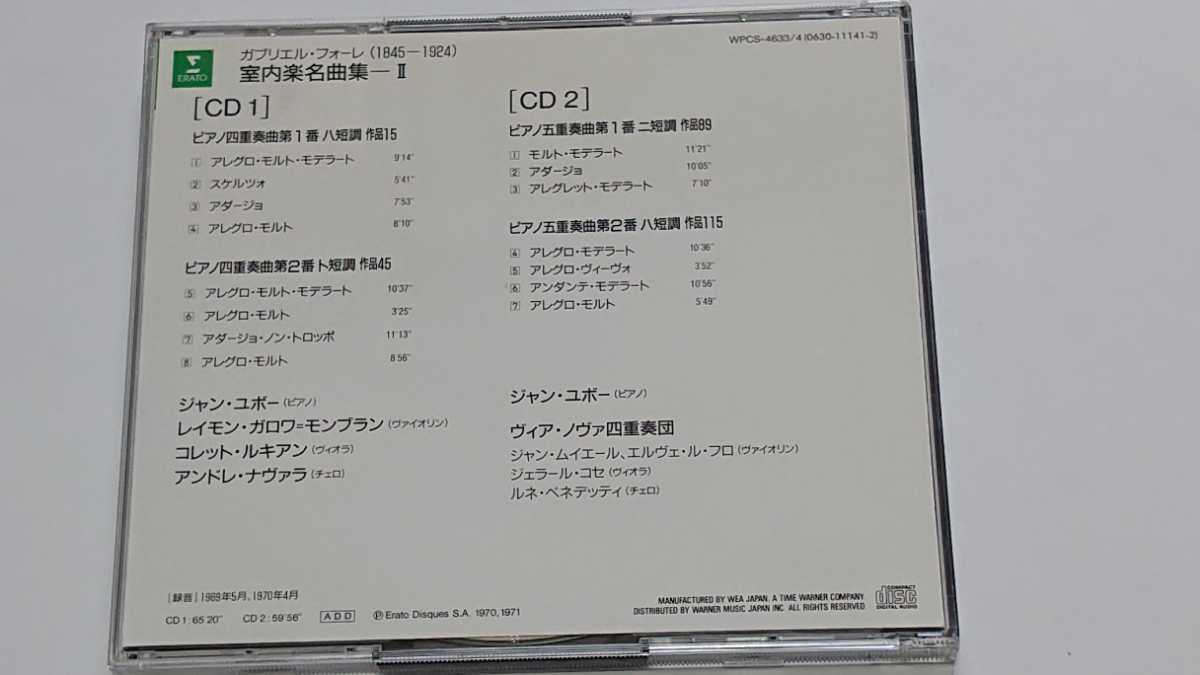 ERATO
ガブリエル・フォーレ (1845—1924)
室内楽名曲集—Ⅱ
WPCS-4633/4 (0630-11141-2)
[CD 1]
ピアノ四重奏曲第1番 ハ短調 作品15
1 アレグロ・モルト・モデラート 9'14"
2 スケルツォ 5'41"
3 アダージョ 7'53"
4 アレグロ・モルト 8'10"
ピアノ四重奏曲第2番 ト短調 作品45
5 アレグロ・モルト・モデラート 10'37"
6 アレグロ・モルト 3'25"
7 アダージョ・ノン・トロッポ 11'13"
8 アレグロ・モルト 8'56"
ジャン・ユボー (ピアノ)
レイモン・ガロワ=モンブラン (ヴァイオリン)
コレット・ルキアン (ヴィオラ)
アンドレ・ナヴァラ (チェロ)
[CD 2]
ピアノ五重奏曲第1番 ニ短調 作品89
1 モルト・モデラート 11'21"
2 アダージョ 10'05"
3 アレグレット・モデラート 7'10"
ピアノ五重奏曲第2番 ハ短調 作品115
4 アレグロ・モデラート 10'36"
5 アレグロ・ヴィーヴォ 3'52"
6 アンダンテ・モデラート 10'56"
7 アレグロ・モルト 5'49"
ジャン・ユボー (ピアノ)
ヴィア・ノヴァ四重奏団
ジャン・ムイエール、エルヴェ・ル・フロ (ヴァイオリン)
ジェラール・コセ (ヴィオラ)
ルネ・ベネデッティ (チェロ)
[録音] 1969年5月、1970年4月
CD 1:65'20" CD 2:59'56" ADD ℗ Erato Disques S.A. 1970, 1971
MANUFACTURED BY WEA JAPAN, A TIME WARNER COMPANY.
DISTRIBUTED BY WARNER MUSIC JAPAN INC. ALL RIGHTS RESERVED.
COMPACT
disc
DIGITAL AUDIO